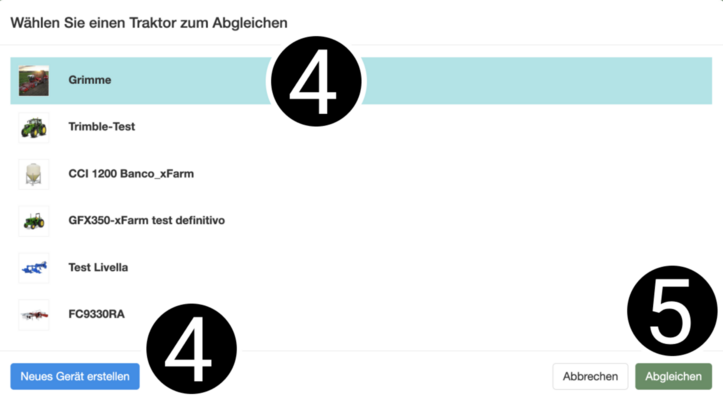 Wählen Sie einen Traktor zum Abgleichen
Grimme
4
Trimble-Test
CCI 1200 Banco_xFarm
GFX350-xFarm test definitivo
Test Livella
FC9330RA
4
5
Neues Gerät erstellen
Abbrechen
Abgleichen